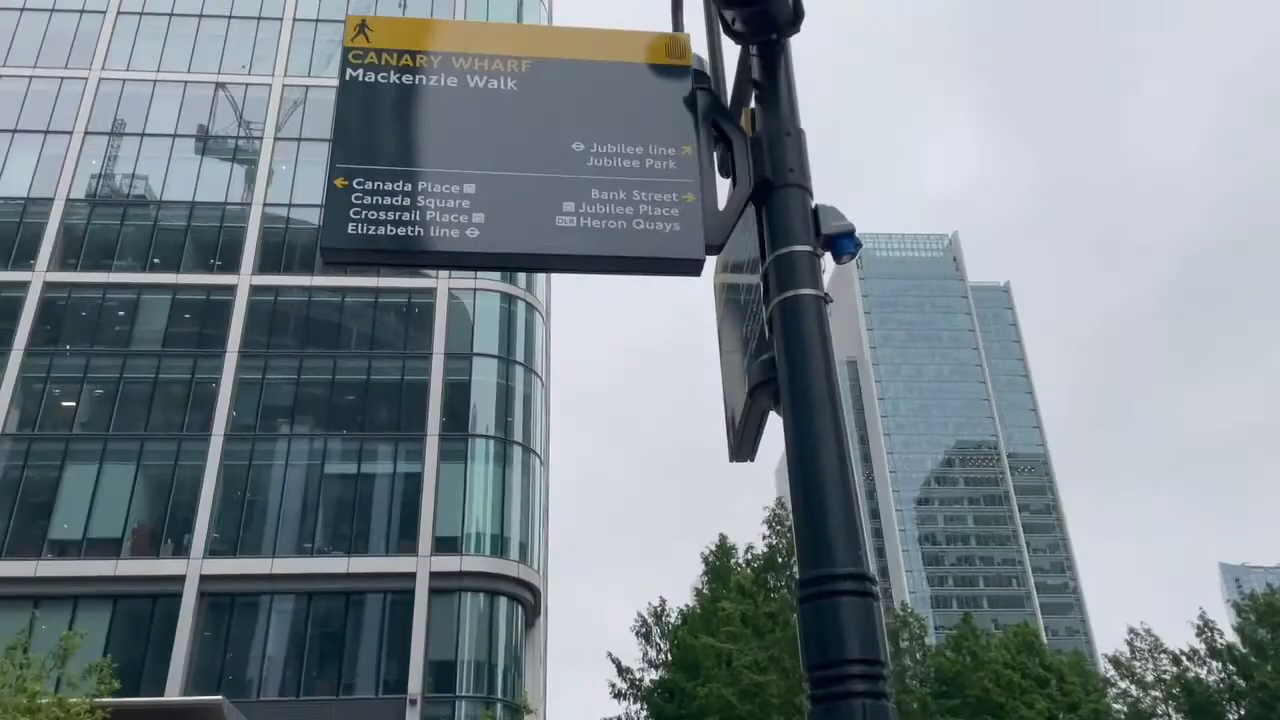 CANARY WHARF
Mackenzie Walk
Jubilee line
Jubilee Park
Canada Place
Canada Square
Crossrail Place
Elizabeth line
Bank Street
Jubilee Place
DLR Heron Quays